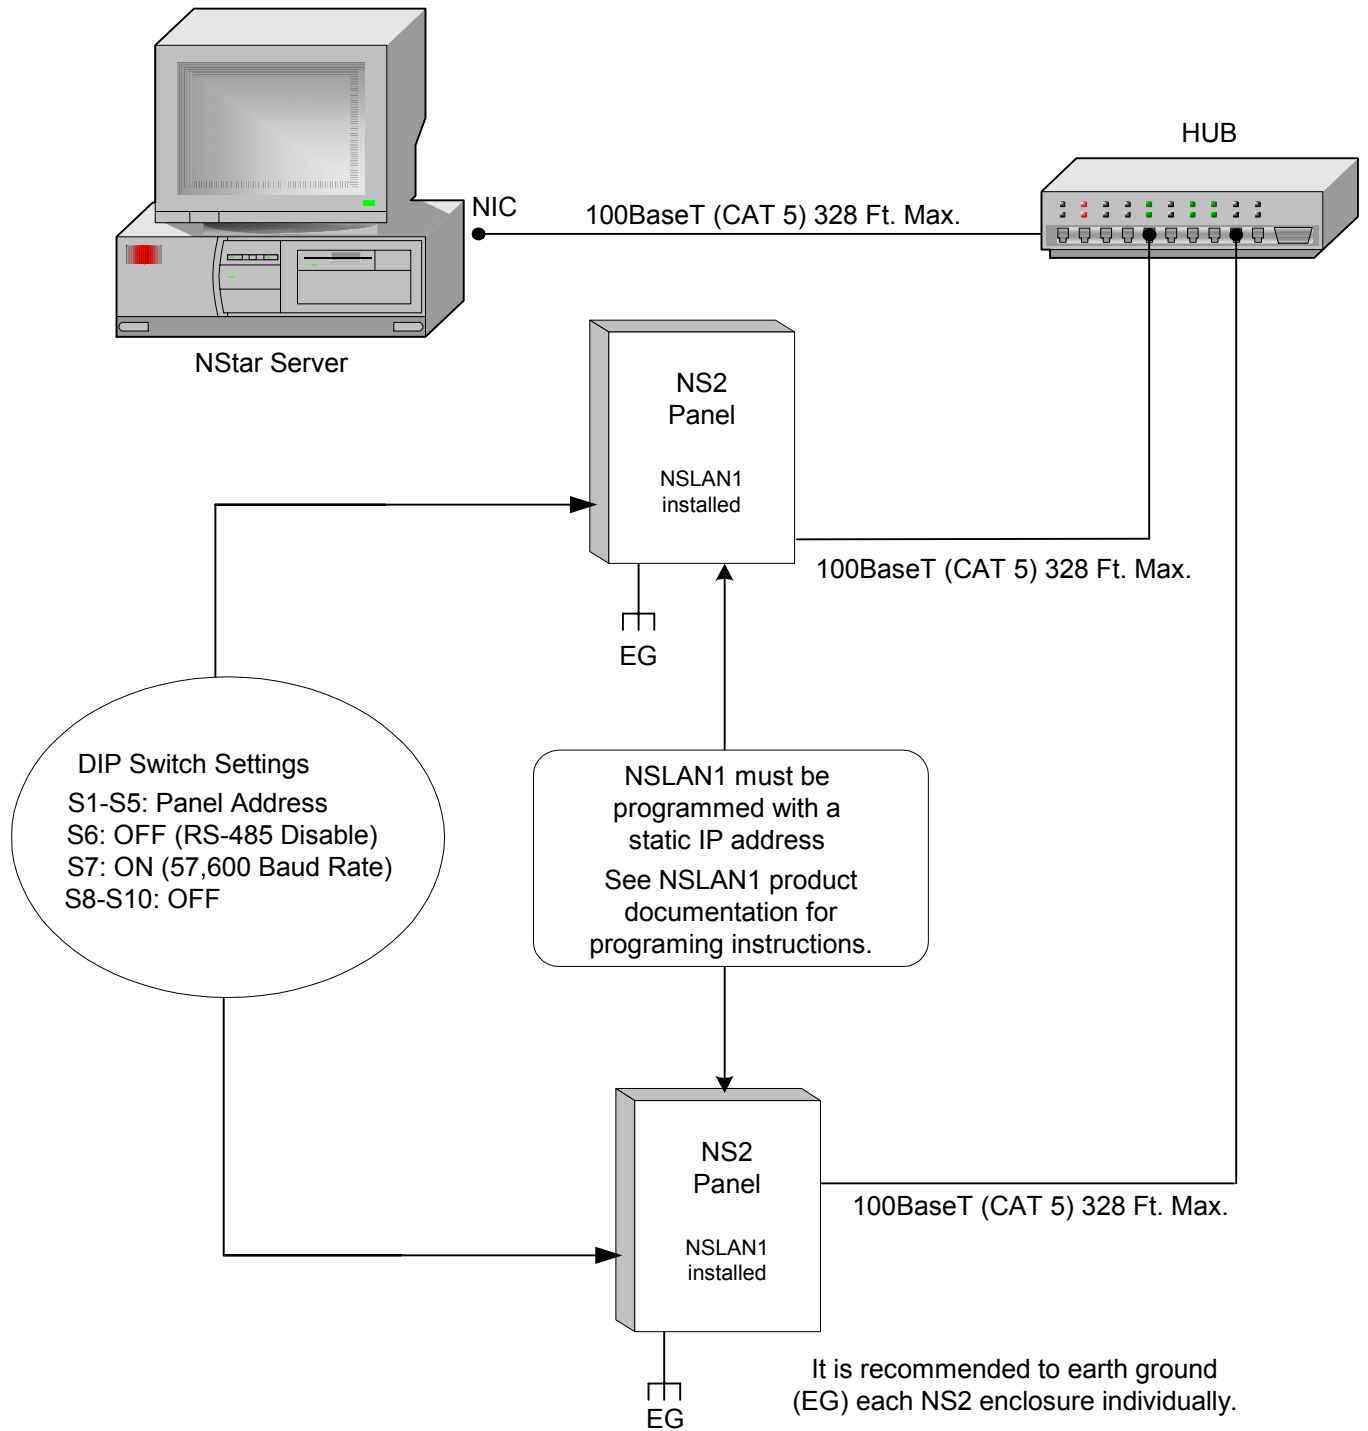 HUB
NIC
100BaseT (CAT 5) 328 Ft. Max.
NStar Server
NS2
Panel
NSLAN1
installed
100BaseT (CAT 5) 328 Ft. Max.
EG
DIP Switch Settings
S1-S5: Panel Address
S6: OFF (RS-485 Disable)
S7: ON (57,600 Baud Rate)
S8-S10: OFF
NSLAN1 must be
programmed with a
static IP address
See NSLAN1 product
documentation for
programing instructions.
NS2
Panel
NSLAN1
installed
100BaseT (CAT 5) 328 Ft. Max.
EG
It is recommended to earth ground
(EG) each NS2 enclosure individually.